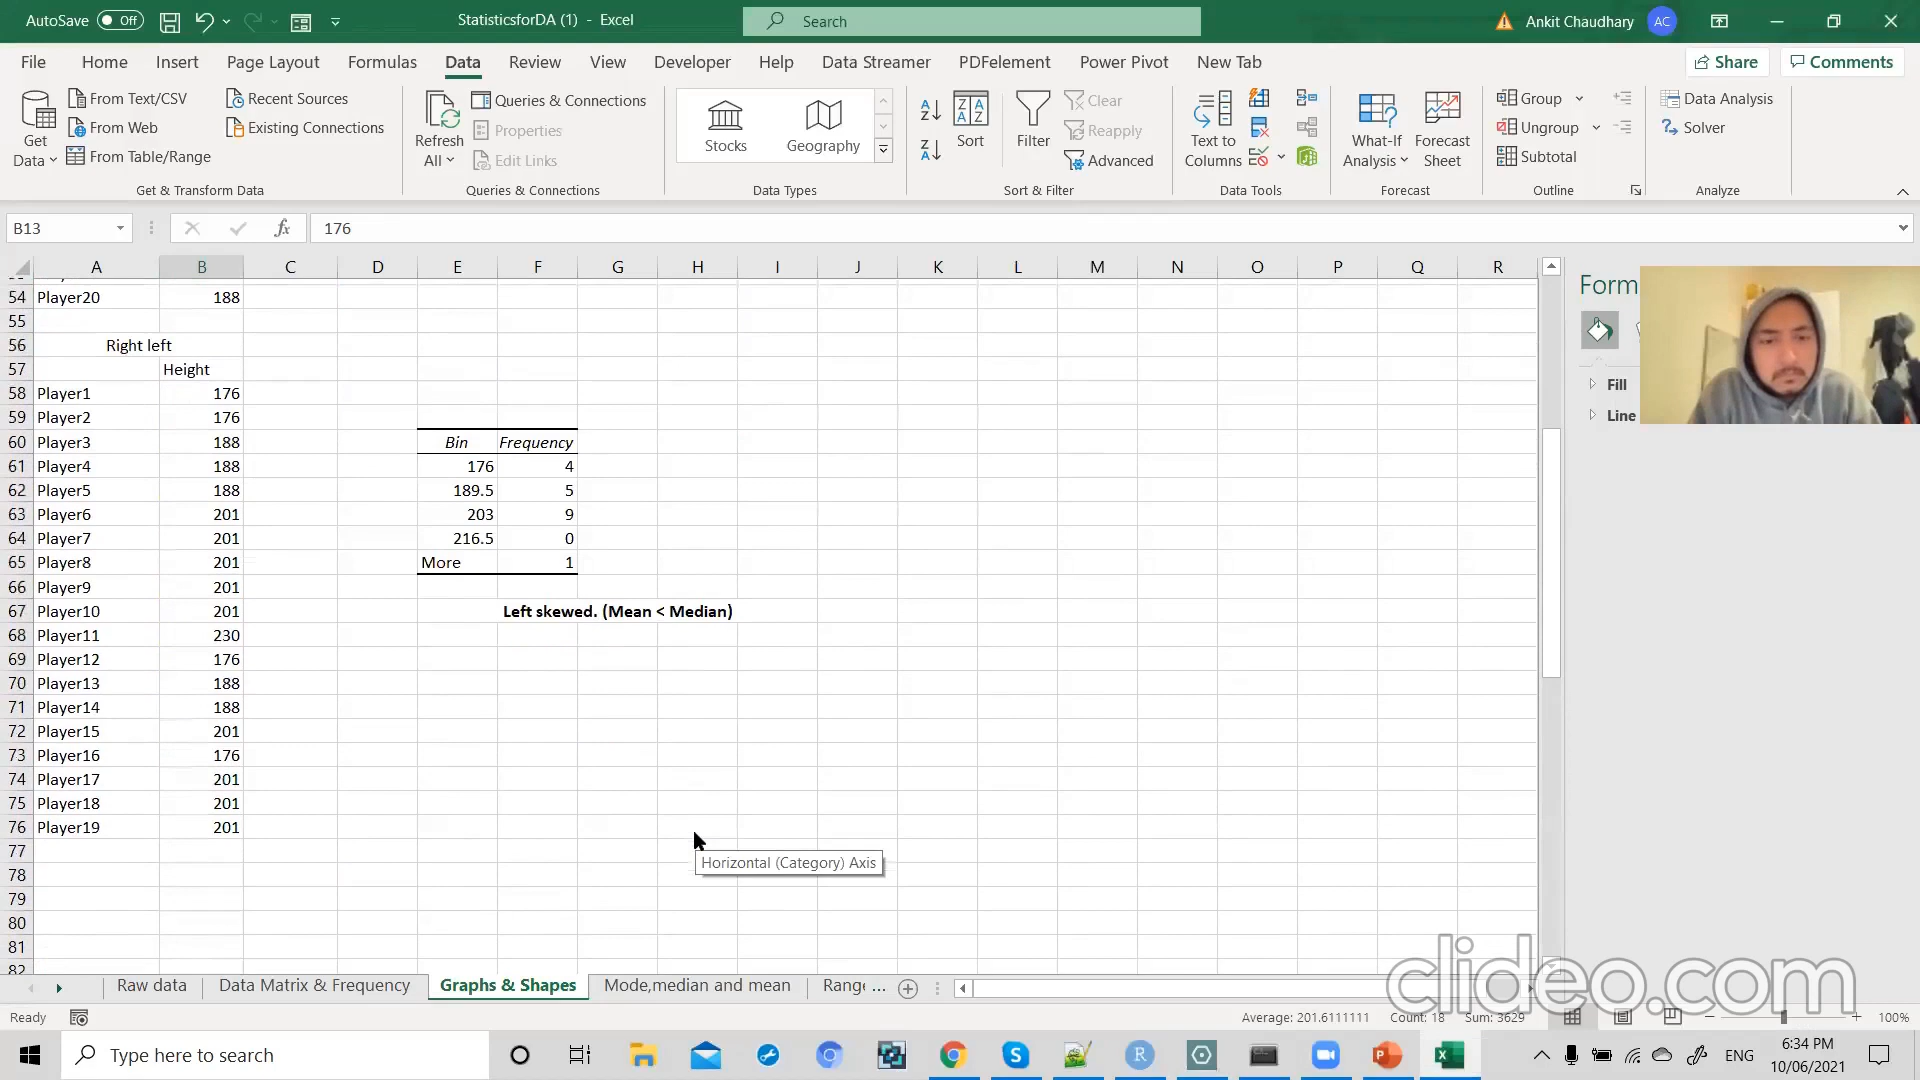 AutoSave Off StatisticsforDA (1) - Excel Search Ankit Chaudhary AC
File Home Insert Page Layout Formulas Data Review View Developer Help Data Streamer PDFelement Power Pivot New Tab Share Comments
Get Data From Text/CSV From Web From Table/Range Recent Sources Existing Connections
Refresh All Queries & Connections Properties Edit Links
Stocks Geography
Sort Filter Clear Reapply Advanced
Text to Columns What-If Analysis Forecast Sheet
Group Ungroup Subtotal Data Analysis Solver
Get & Transform Data Queries & Connections Data Types Sort & Filter Data Tools Forecast Outline Analyze
B13 fx 176
A B C D E F G H I J K L M N O P Q R
54 Player20 188
55
56 Right left
57 Height
58 Player1 176
59 Player2 176
60 Player3 188 Bin Frequency
61 Player4 188 176 4
62 Player5 188 189.5 5
63 Player6 201 203 9
64 Player7 201 216.5 0
65 Player8 201 More 1
66 Player9 201
67 Player10 201 Left skewed. (Mean < Median)
68 Player11 230
69 Player12 176
70 Player13 188
71 Player14 188
72 Player15 201
73 Player16 176
74 Player17 201
75 Player18 201
76 Player19 201
77
78 Horizontal (Category) Axis
79
80
81
82
Form
Fill
Line
Raw data Data Matrix & Frequency Graphs & Shapes Mode,median and mean Range ...
clideo.com
Ready Average: 201.6111111 Count: 18 Sum: 3629 100%
Type here to search ENG 6:34 PM
10/06/2021